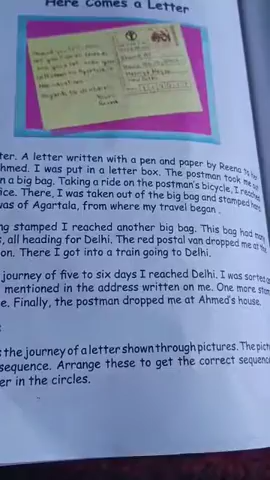 Here Comes a Letter
ter. A letter written with a pen and paper by Reena to her
hmed. I was put in a letter box. The postman took me out
n a big bag. Taking a ride on the postman's bicycle, I reached
ice. There, I was taken out of the big bag and stamped
was of Agartala, from where my travel began.
ng stamped I reached another big bag. This bag had many
s, all heading for Delhi. The red postal van dropped me at the
on. There I got into a train going to Delhi.
journey of five to six days I reached Delhi. I was sorted
mentioned in the address written on me. One more
e. Finally, the postman dropped me at Ahmed's house.
:
s the journey of a letter shown through pictures. The
sequence. Arrange these to get the correct sequence
er in the circles.